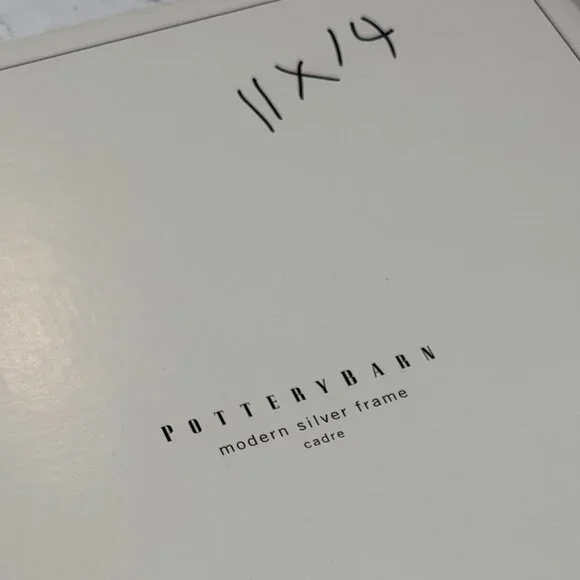 11x14
POTTERYBARN
modern silver frame
cadre